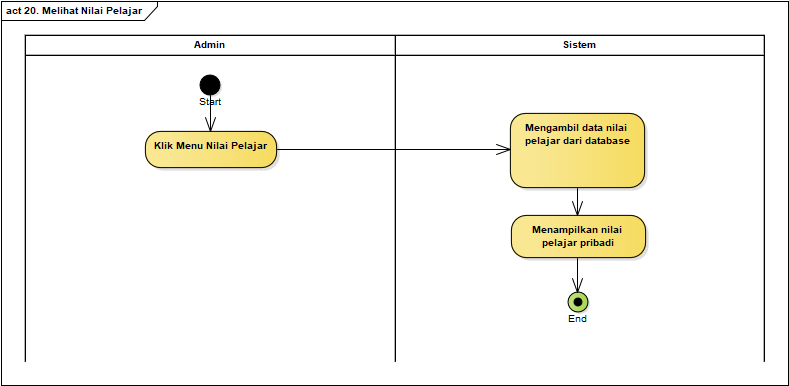 act 20. Melihat Nilai Pelajar
Admin
Sistem
Start
Klik Menu Nilai Pelajar
Mengambil data nilai
pelajar dari database
Menampilkan nilai
pelajar pribadi
End